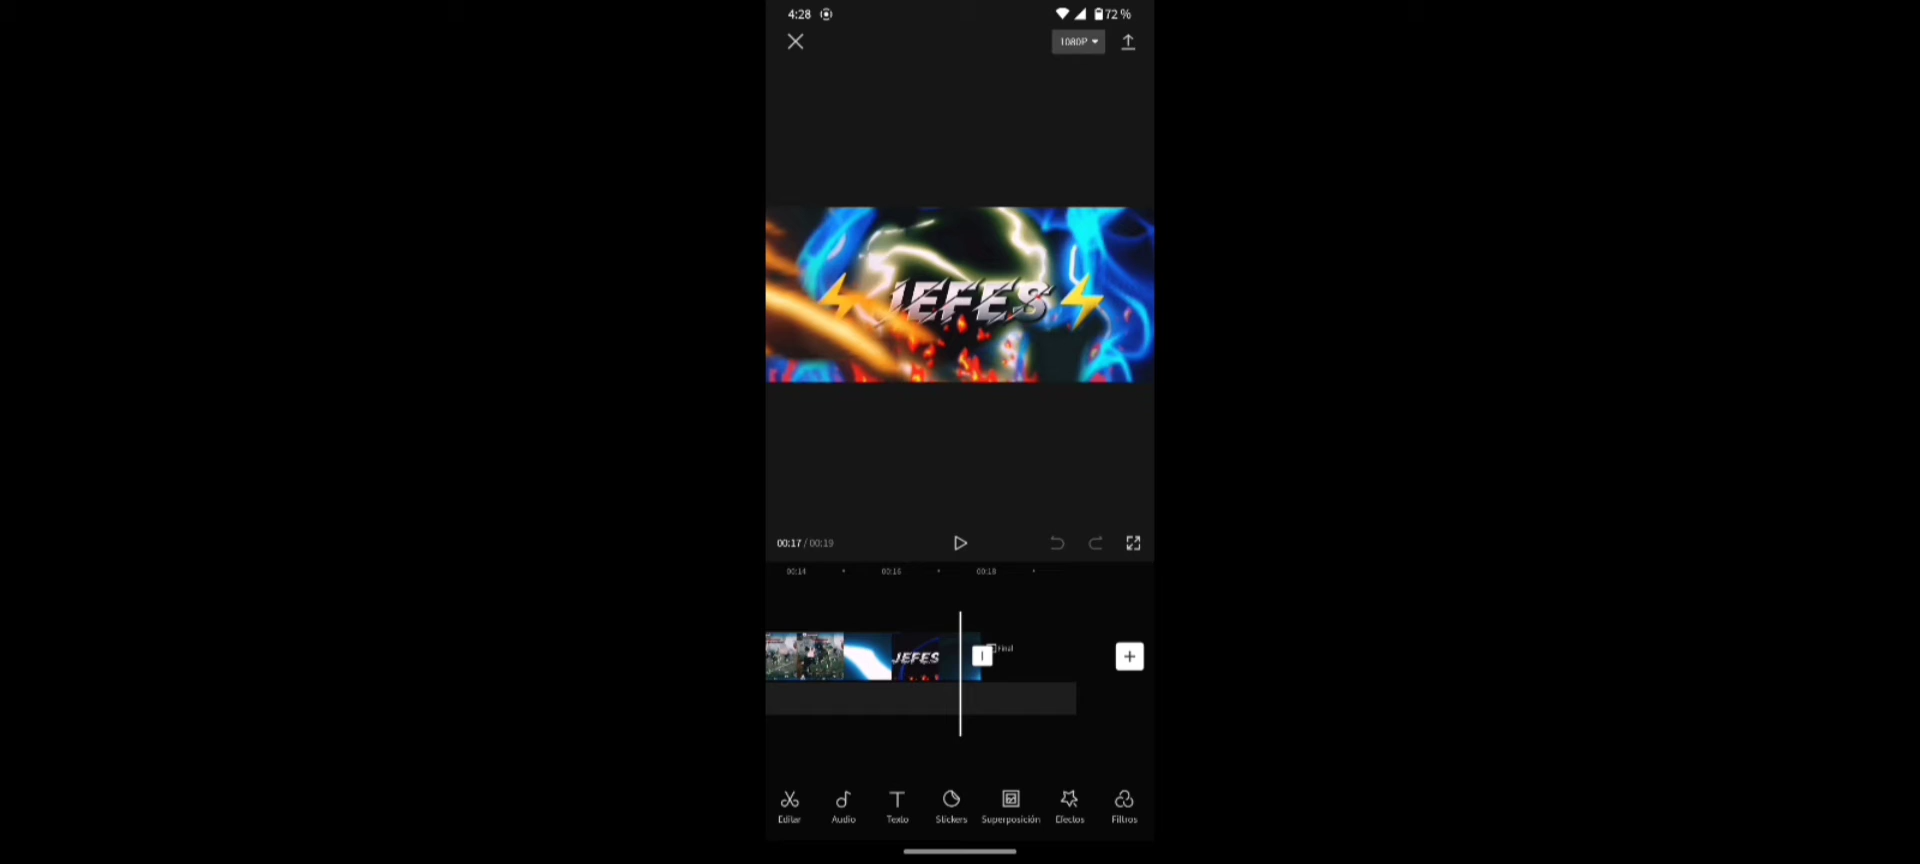 4:28 72 %
1080P
JEFES
00:17 / 00:19
00:14 00:16 00:18
JEFES
Final
Editar Audio Texto Stickers Superposición Efectos Filtros